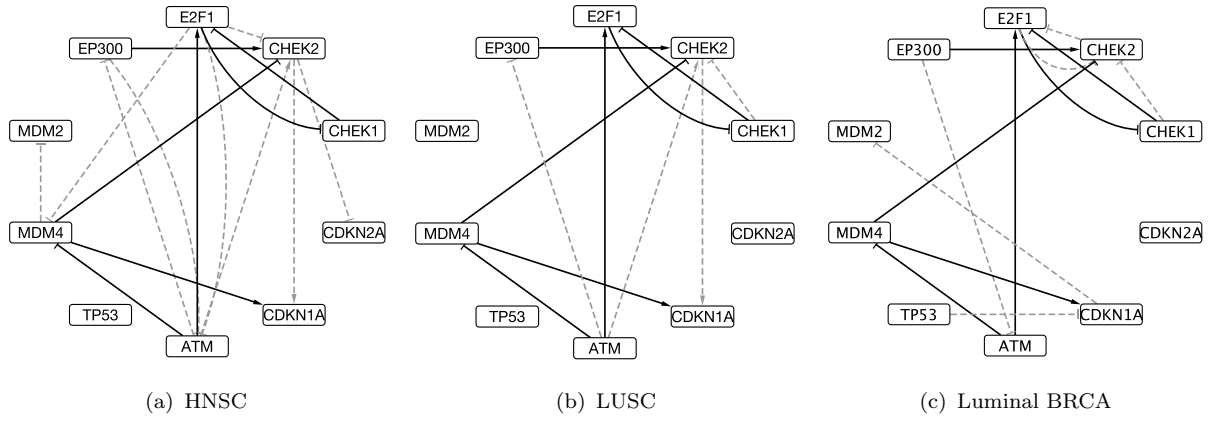 E2F1
EP300
CHEK2
MDM2
CHEK1
MDM4
CDKN2A
TP53
CDKN1A
ATM
(a) HNSC
E2F1
EP300
CHEK2
MDM2
CHEK1
MDM4
CDKN2A
TP53
CDKN1A
ATM
(b) LUSC
E2F1
EP300
CHEK2
MDM2
CHEK1
MDM4
CDKN2A
TP53
CDKN1A
ATM
(c) Luminal BRCA